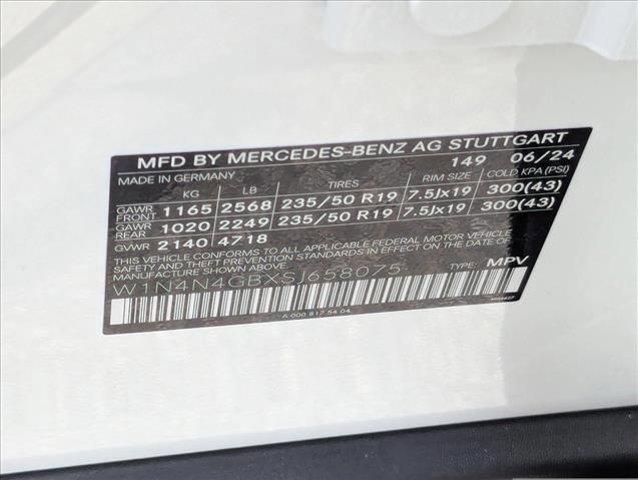 MFD BY MERCEDES-BENZ AG STUTTGART
149 06/24
MADE IN GERMANY
KG LB TIRES RIM SIZE COLD KPA (PSI)
GAWR FRONT 1165 2568 235/50 R19 7.5Jx19 300(43)
GAWR REAR 1020 2249 235/50 R19 7.5Jx19 300(43)
GVWR 2140 4718
THIS VEHICLE CONFORMS TO ALL APPLICABLE FEDERAL MOTOR VEHICLE
SAFETY AND THEFT PREVENTION STANDARDS IN EFFECT ON THE DATE OF
MANUFACTURE SHOWN ABOVE.
W1N4N4GBXSJ658075 TYPE: MPV
A 000 817 54 04